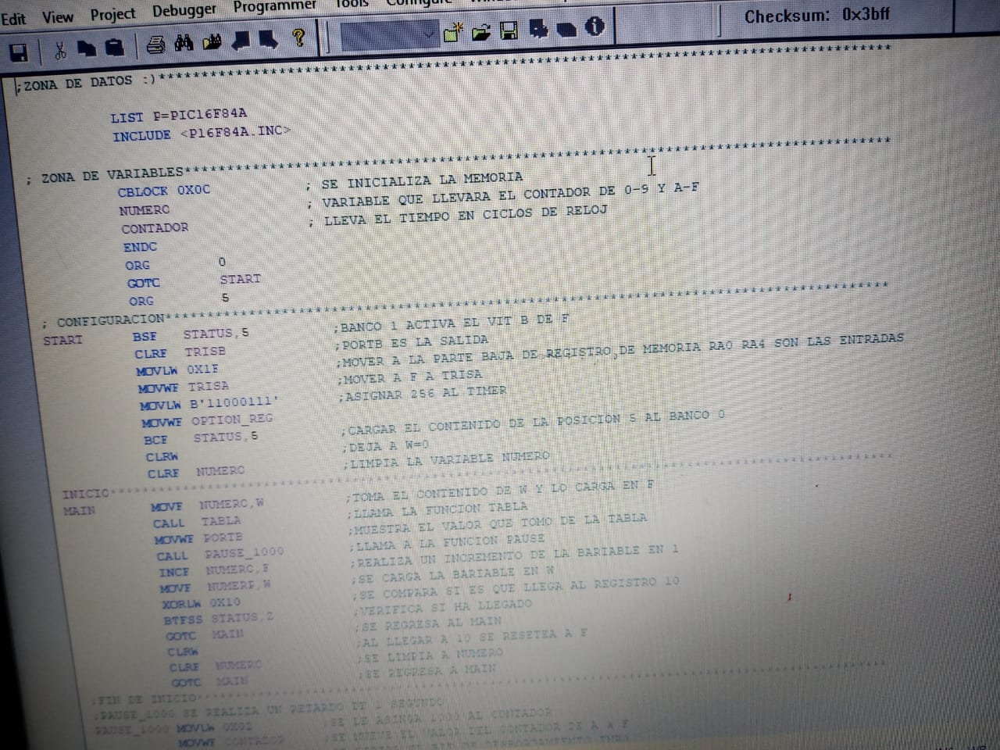 Edit View Project Debugger Programmer Tools Configure
Checksum: 0x3bff
;ZONA DE DATOS :)****************************************************************************************
LIST P=PIC16F84A
INCLUDE <P16F84A.INC>
; ZONA DE VARIABLES*************************************************************************************
CBLOCK 0X0C ; SE INICIALIZA LA MEMORIA
NUMERO ; VARIABLE QUE LLEVARA EL CONTADOR DE 0-9 Y A-F
CONTADOR ; LLEVA EL TIEMPO EN CICLOS DE RELOJ
ENDC
ORG 0
GOTO START
ORG 5
; CONFIGURACION*****************************************************************************************
START BSF STATUS,5 ;BANCO 1 ACTIVA EL VIT B DE F
CLRF TRISB ;PORTB ES LA SALIDA
MOVLW 0X1F ;MOVER A LA PARTE BAJA DE REGISTRO DE MEMORIA RA0 RA4 SON LAS ENTRADAS
MOVWF TRISA ;MOVER A F A TRISA
MOVLW B'11000111' ;ASIGNAR 256 AL TIMER
MOVWF OPTION_REG
BCF STATUS,5 ;CARGAR EL CONTENIDO DE LA POSICION 5 AL BANCO 0
CLRW ;DEJA A W=0
CLRF NUMERO ;LIMPIA LA VARIABLE NUMERO
INICIO************************************************************************************************
MAIN MOVF NUMERO,W ;TOMA EL CONTENIDO DE W Y LO CARGA EN F
CALL TABLA ;LLAMA LA FUNCION TABLA
MOVWF PORTB ;MUESTRA EL VALOR QUE TOMO DE LA TABLA
CALL PAUSE_1000 ;LLAMA A LA FUNCION PAUSE
INCF NUMERO,F ;REALIZA UN INCREMENTO DE LA BARIABLE EN 1
MOVF NUMERF,W ;SE CARGA LA BARIABLE EN W
XORLW 0X10 ;SE COMPARA SI ES QUE LLEGA AL REGISTRO 10
BTFSS STATUS,Z ;VERIFICA SI HA LLEGADO
GOTO MAIN ;SE REGRESA AL MAIN
CLRW ;AL LLEGAR A 10 SE RESETEA A F
CLRF NUMERO ;SE LIMPIA A NUMERO
GOTO MAIN ;SE REGRESA A MAIN
;FIN DE INICIO****************************************************************************************
;PAUSE_1000 SE REALIZA UN RETARDO DE 1 SEGUNDO
PAUSE_1000 MOVLW ;SE LE ASINGA 1000 AL CONTADOR
MOVWF CONTADOR ;SE MUEVE EL VALOR DEL CONTADOR DE A A F